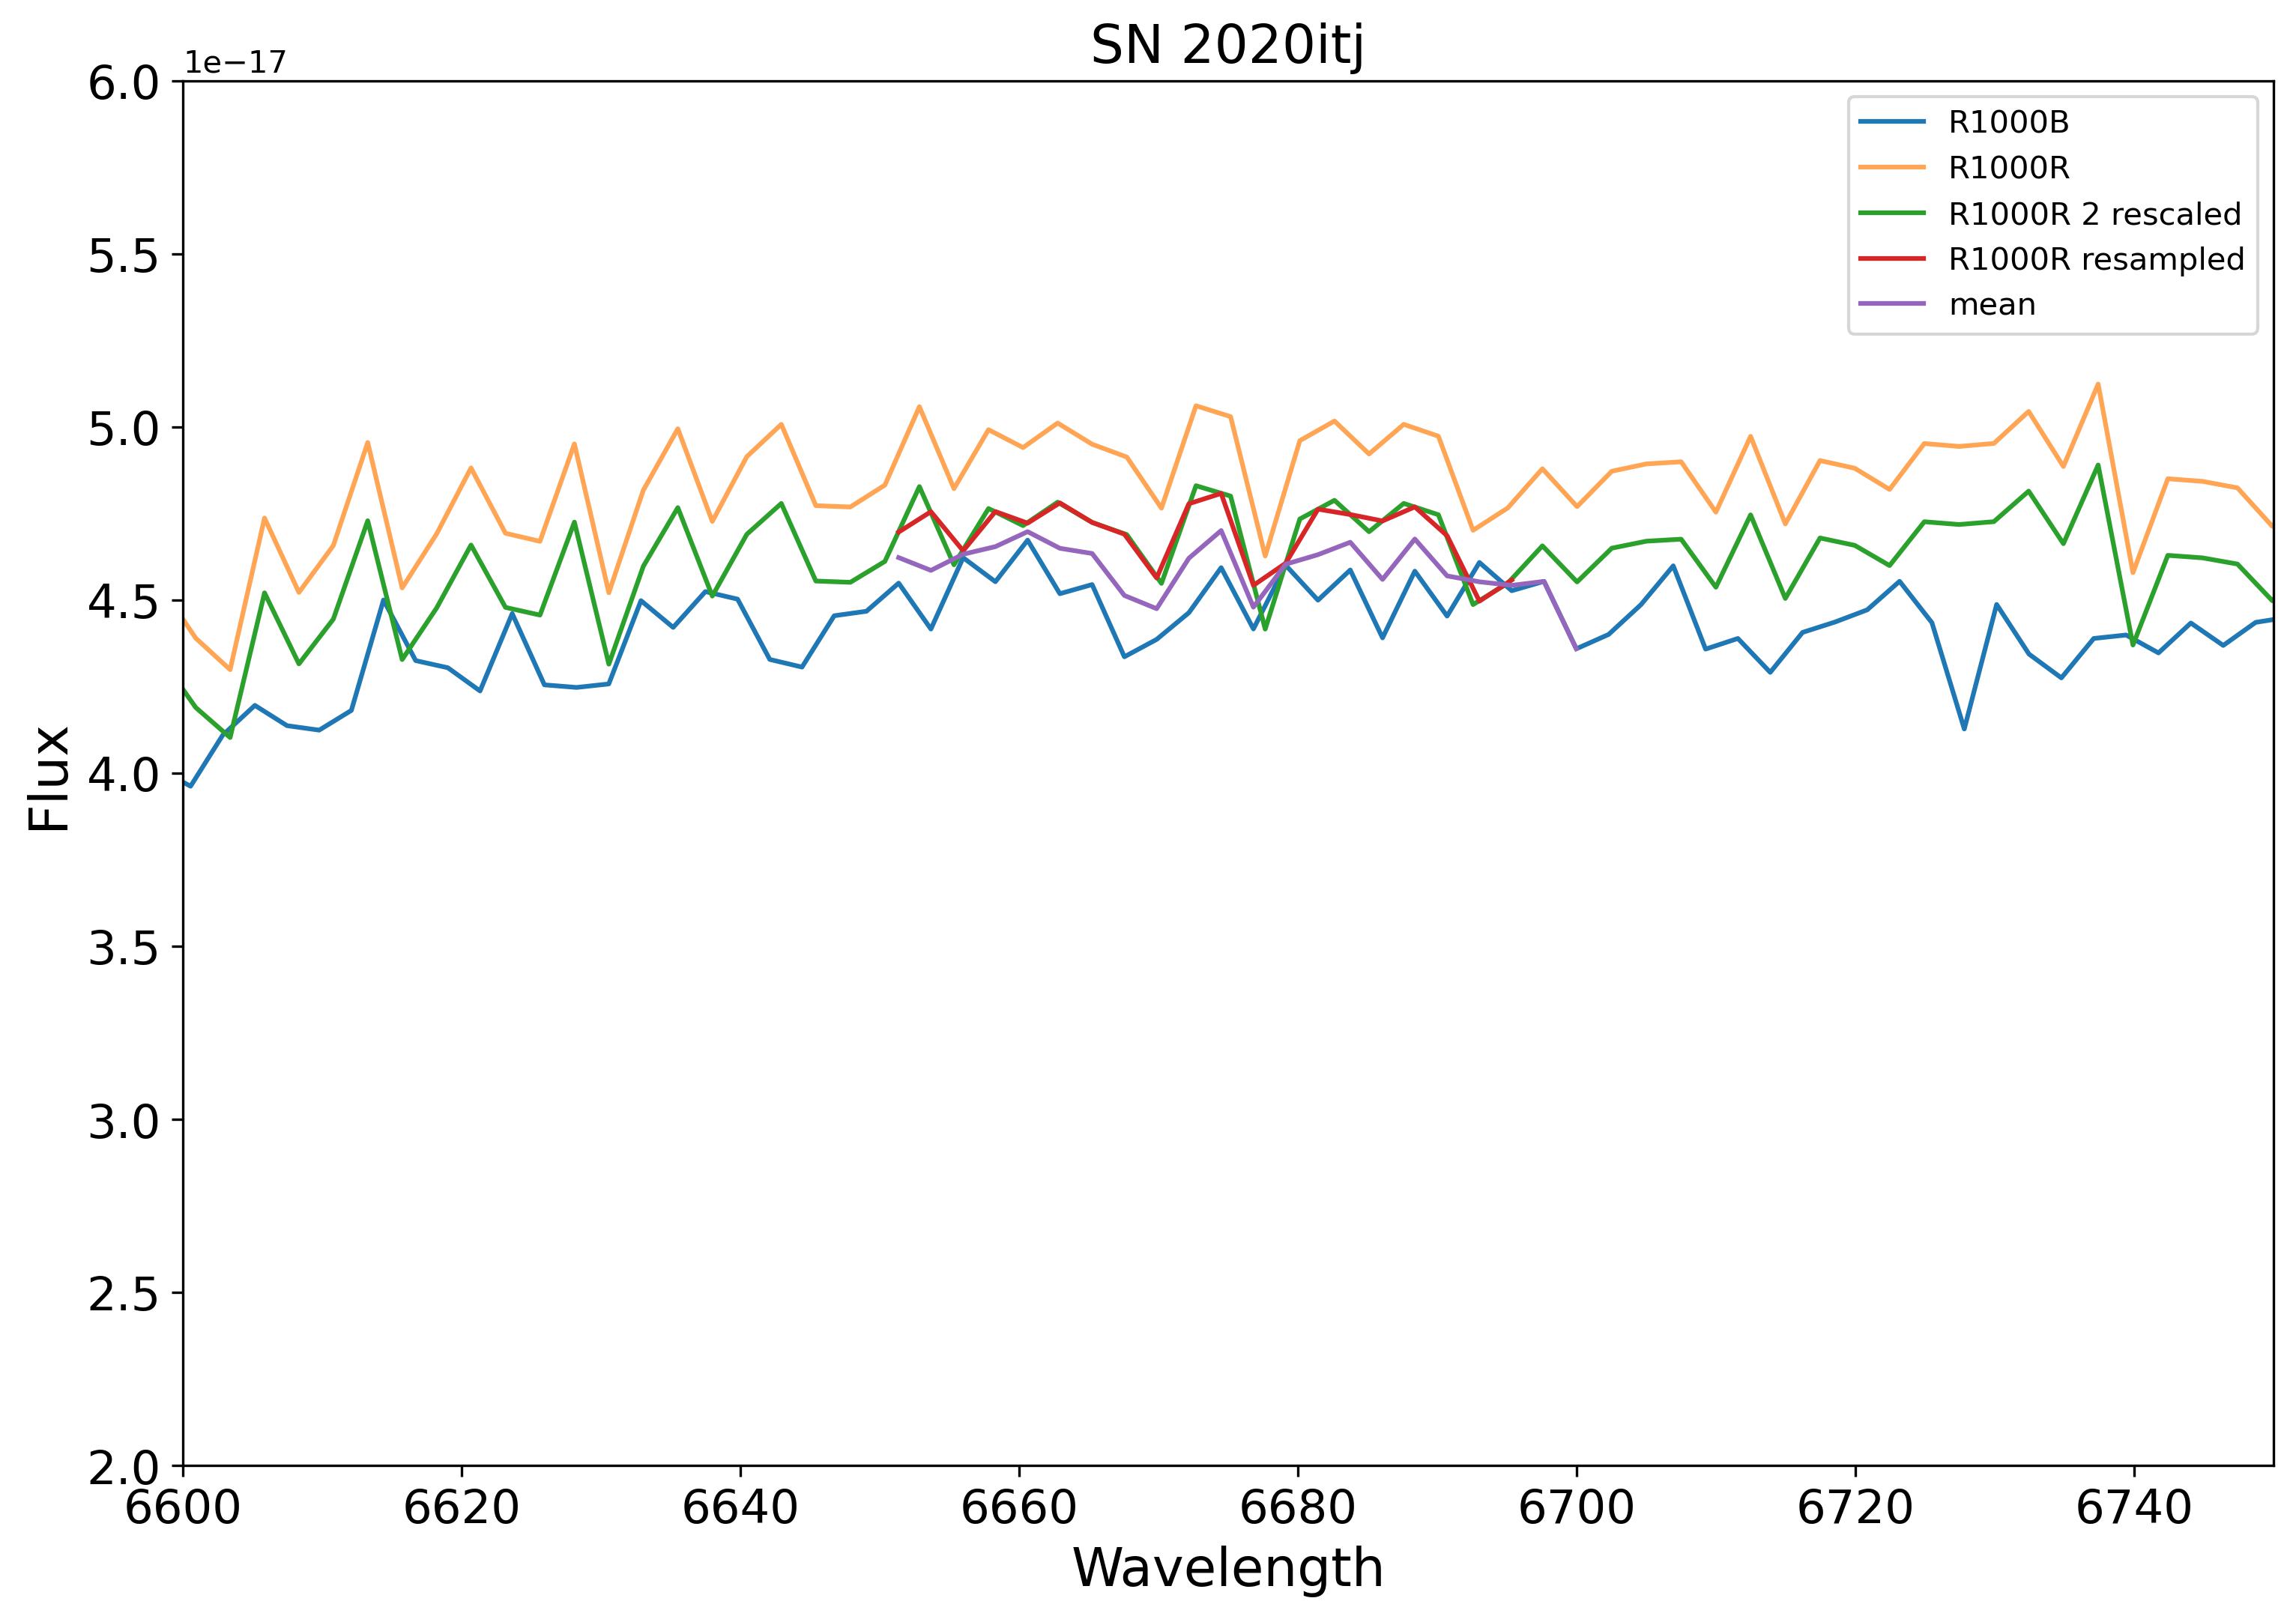 SN 2020itj
1e−17
6.0
5.5
5.0
4.5
4.0
3.5
3.0
2.5
2.0
Flux
R1000B
R1000R
R1000R 2 rescaled
R1000R resampled
mean
6600 6620 6640 6660 6680 6700 6720 6740
Wavelength